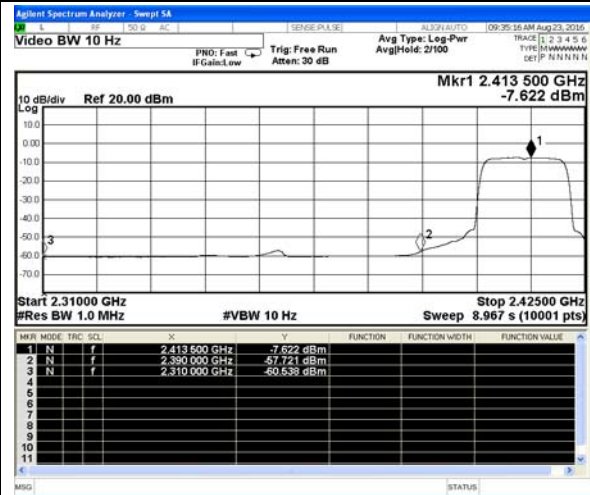 Agilent Spectrum Analyzer - Swept SA
L RF 50 Ω AC SENSE:PULSE ALIGN AUTO 09:35:16 AM Aug 23, 2016
Video BW 10 Hz
PNO: Fast
IFGain:Low
Trig: Free Run
Atten: 30 dB
Avg Type: Log-Pwr
Avg|Hold: 2/100
TRACE 1 2 3 4 5 6
TYPE M WWWWW
DET P N N N N N
Mkr1 2.413 500 GHz
-7.622 dBm
10 dB/div Ref 20.00 dBm
Log
10.0
0.00
-10.0
-20.0
-30.0
-40.0
-50.0
-60.0
-70.0
1
2
3
Start 2.31000 GHz Stop 2.42500 GHz
#Res BW 1.0 MHz #VBW 10 Hz Sweep 8.967 s (10001 pts)
MKR MODE TRC SCL X Y FUNCTION FUNCTION WIDTH FUNCTION VALUE
1 N f 2.413 500 GHz -7.622 dBm
2 N f 2.390 000 GHz -57.721 dBm
3 N f 2.310 000 GHz -60.538 dBm
4
5
6
7
8
9
10
11
MSG STATUS